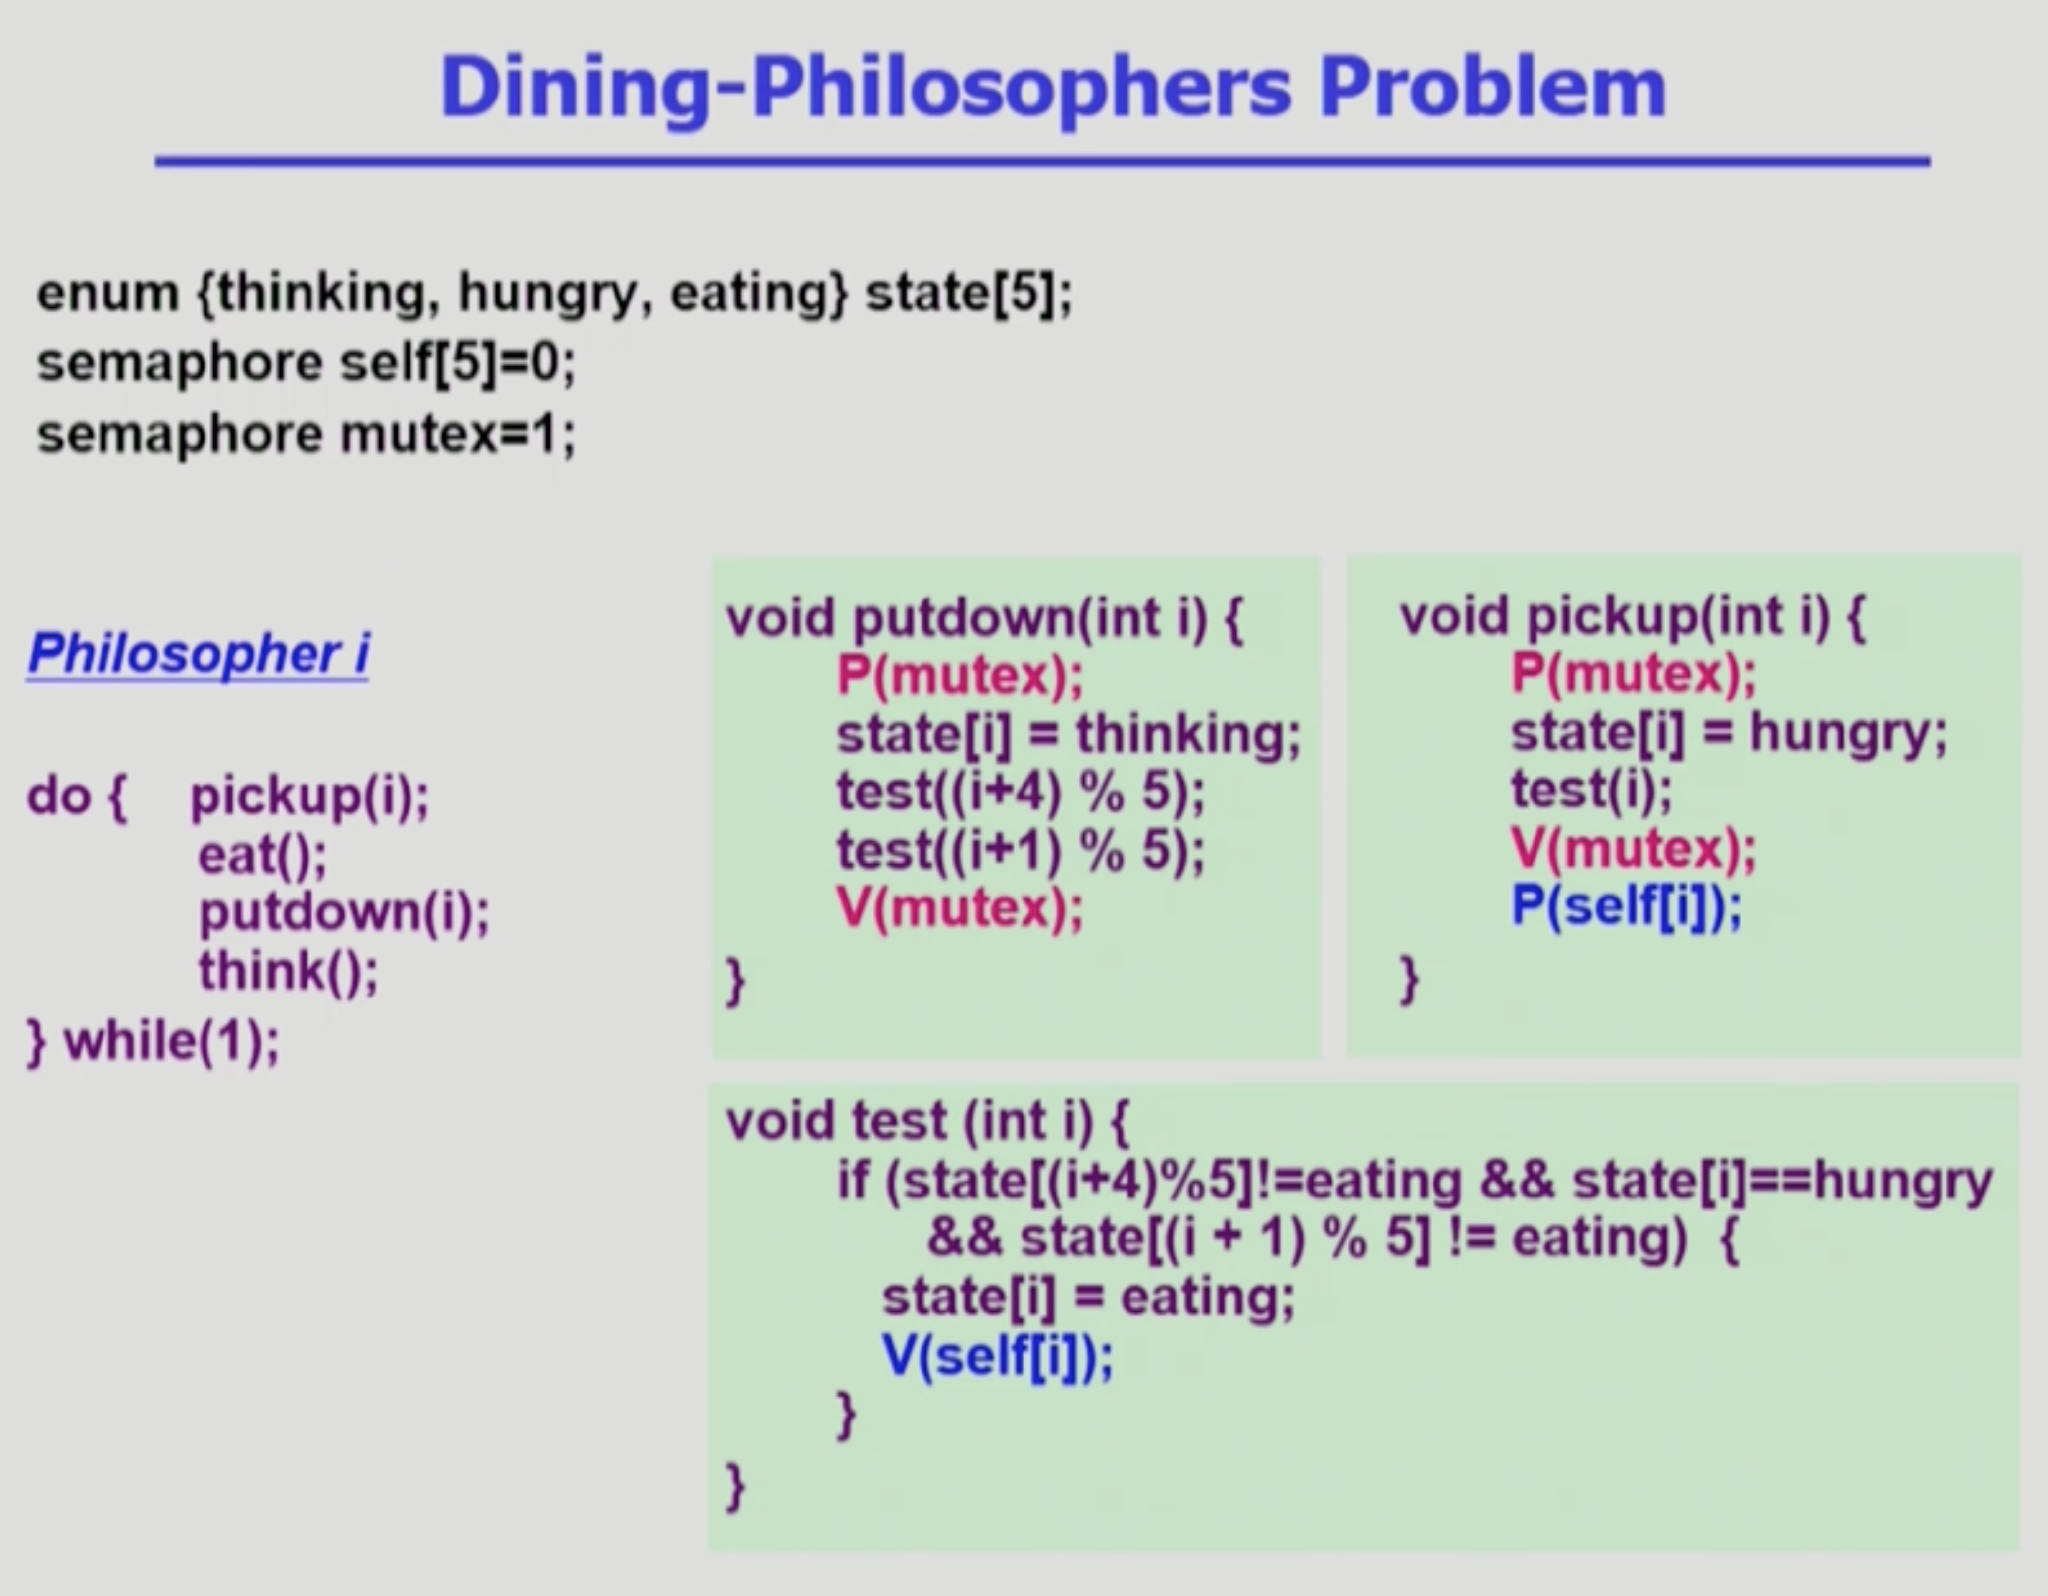 Dining-Philosophers Problem
enum {thinking, hungry, eating} state[5];
semaphore self[5]=0;
semaphore mutex=1;
Philosopher i
do { pickup(i);
eat();
putdown(i);
think();
} while(1);
void putdown(int i) {
P(mutex);
state[i] = thinking;
test((i+4) % 5);
test((i+1) % 5);
V(mutex);
}
void pickup(int i) {
P(mutex);
state[i] = hungry;
test(i);
V(mutex);
P(self[i]);
}
void test (int i) {
if (state[(i+4)%5]!=eating && state[i]==hungry
&& state[(i + 1) % 5] != eating) {
state[i] = eating;
V(self[i]);
}
}